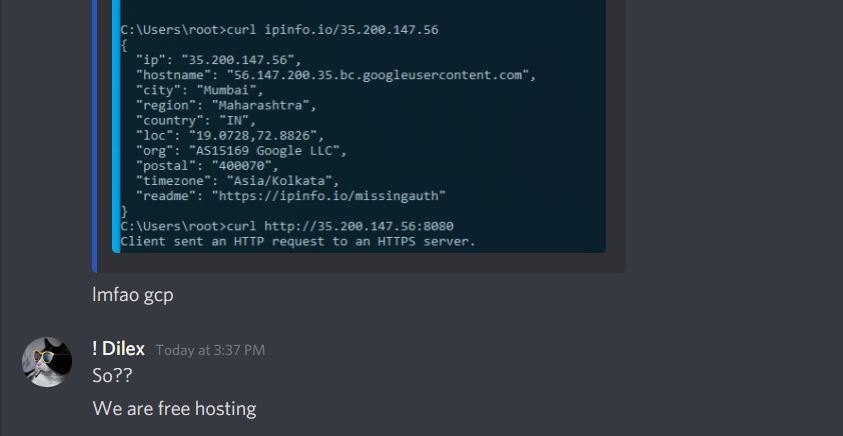 C:\Users\root>curl ipinfo.io/35.200.147.56
{
"ip": "35.200.147.56",
"hostname": "56.147.200.35.bc.googleusercontent.com",
"city": "Mumbai",
"region": "Maharashtra",
"country": "IN",
"loc": "19.0728,72.8826",
"org": "AS15169 Google LLC",
"postal": "400070",
"timezone": "Asia/Kolkata",
"readme": "https://ipinfo.io/missingauth"
}
C:\Users\root>curl http://35.200.147.56:8080
Client sent an HTTP request to an HTTPS server.
lmfao gcp
! Dilex Today at 3:37 PM
So??
We are free hosting